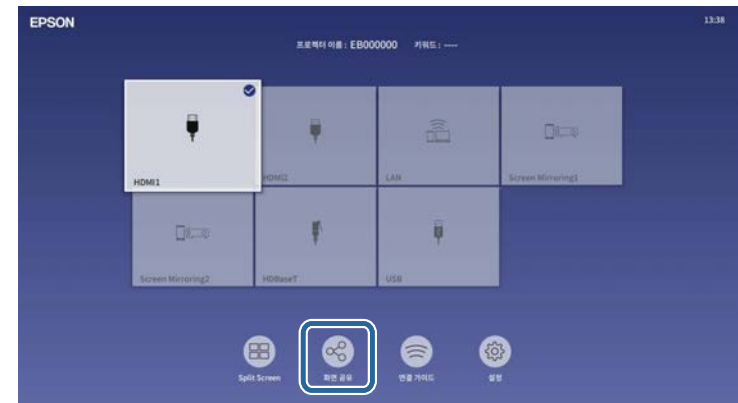 EPSON
13:38
프로젝터 이름 : EB000000 키워드 : ----
HDMI1
HDMI2
LAN
Screen Mirroring1
Screen Mirroring2
HDBaseT
USB
Split Screen
화면 공유
연결 가이드
설정